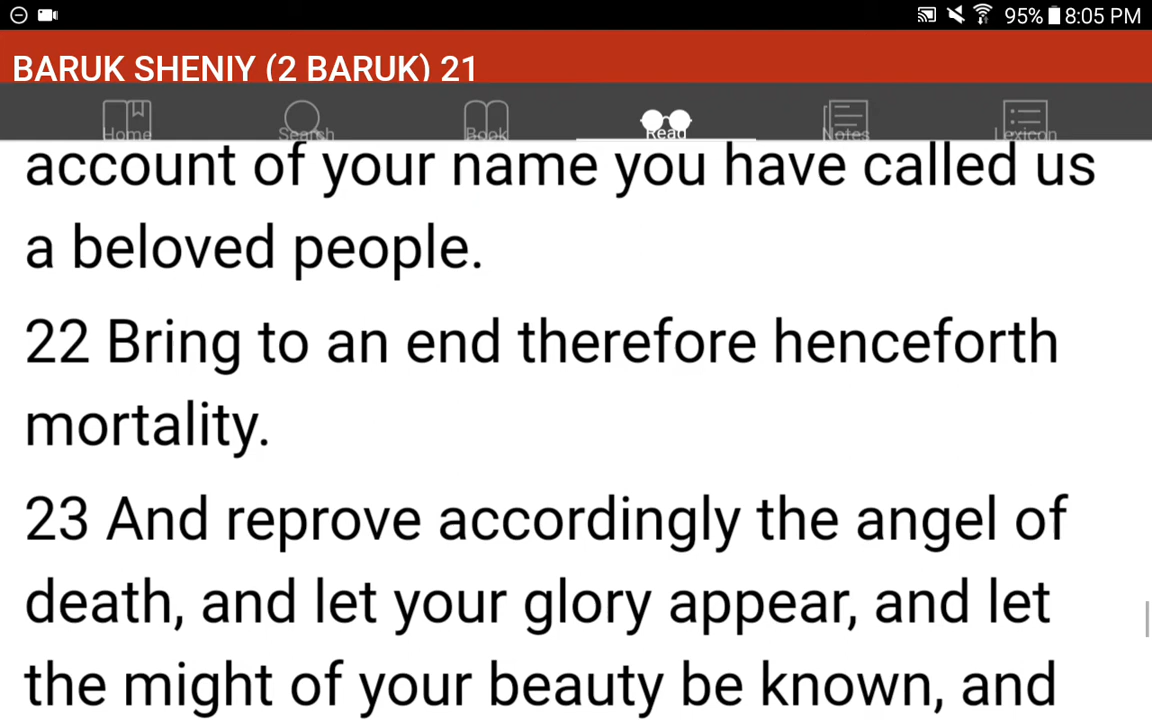 95% 8:05 PM
BARUK SHENIY (2 BARUK) 21
Home Search Book Read Notes Lexicon
account of your name you have called us
a beloved people.
22 Bring to an end therefore henceforth
mortality.
23 And reprove accordingly the angel of
death, and let your glory appear, and let
the might of your beauty be known, and